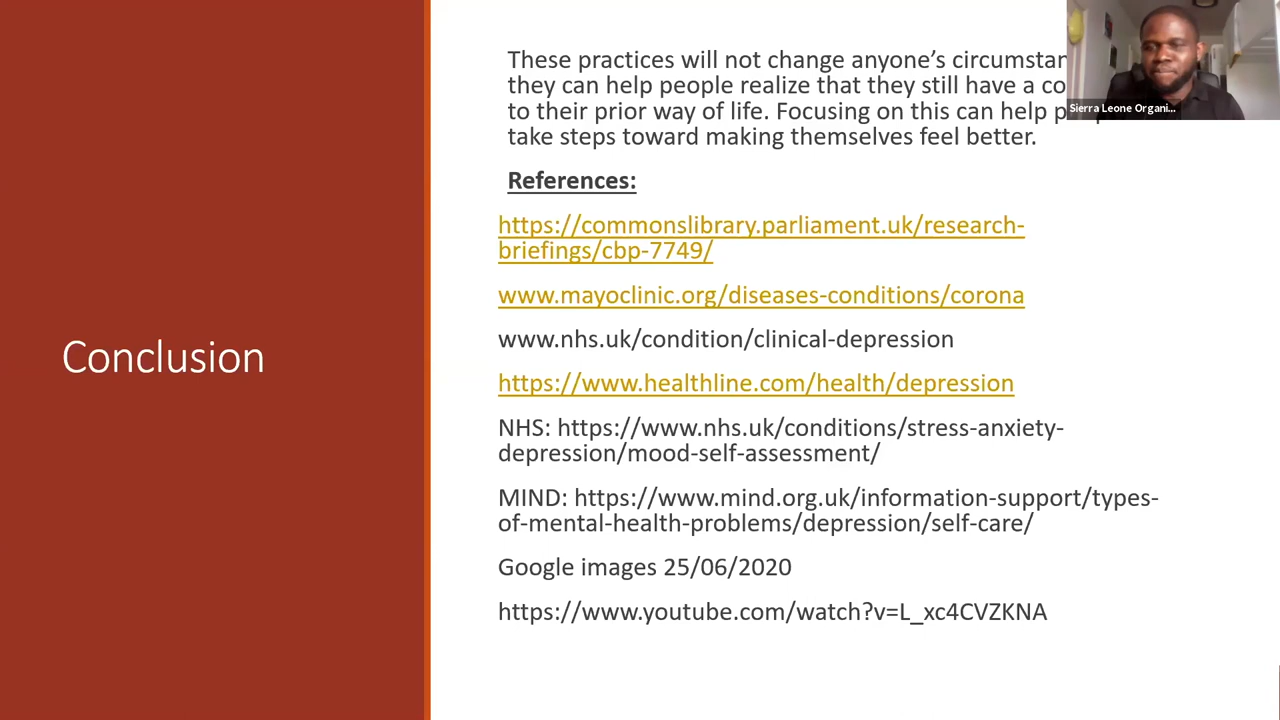 These practices will not change anyone's
they can help people realize that they still have a
to their prior way of life. Focusing on this can help
take steps toward making themselves feel better.
References:
https://commonslibrary.parliament.uk/research-
briefings/cbp-7749/
www.mayoclinic.org/diseases-conditions/corona
www.nhs.uk/condition/clinical-depression
https://www.healthline.com/health/depression
NHS: https://www.nhs.uk/conditions/stress-anxiety-
depression/mood-self-assessment/
MIND: https://www.mind.org.uk/information-support/types-
of-mental-health-problems/depression/self-care/
Google images 25/06/2020
https://www.youtube.com/watch?v=L_xc4CVZKNA
Conclusion
Sierra Leone Organi...